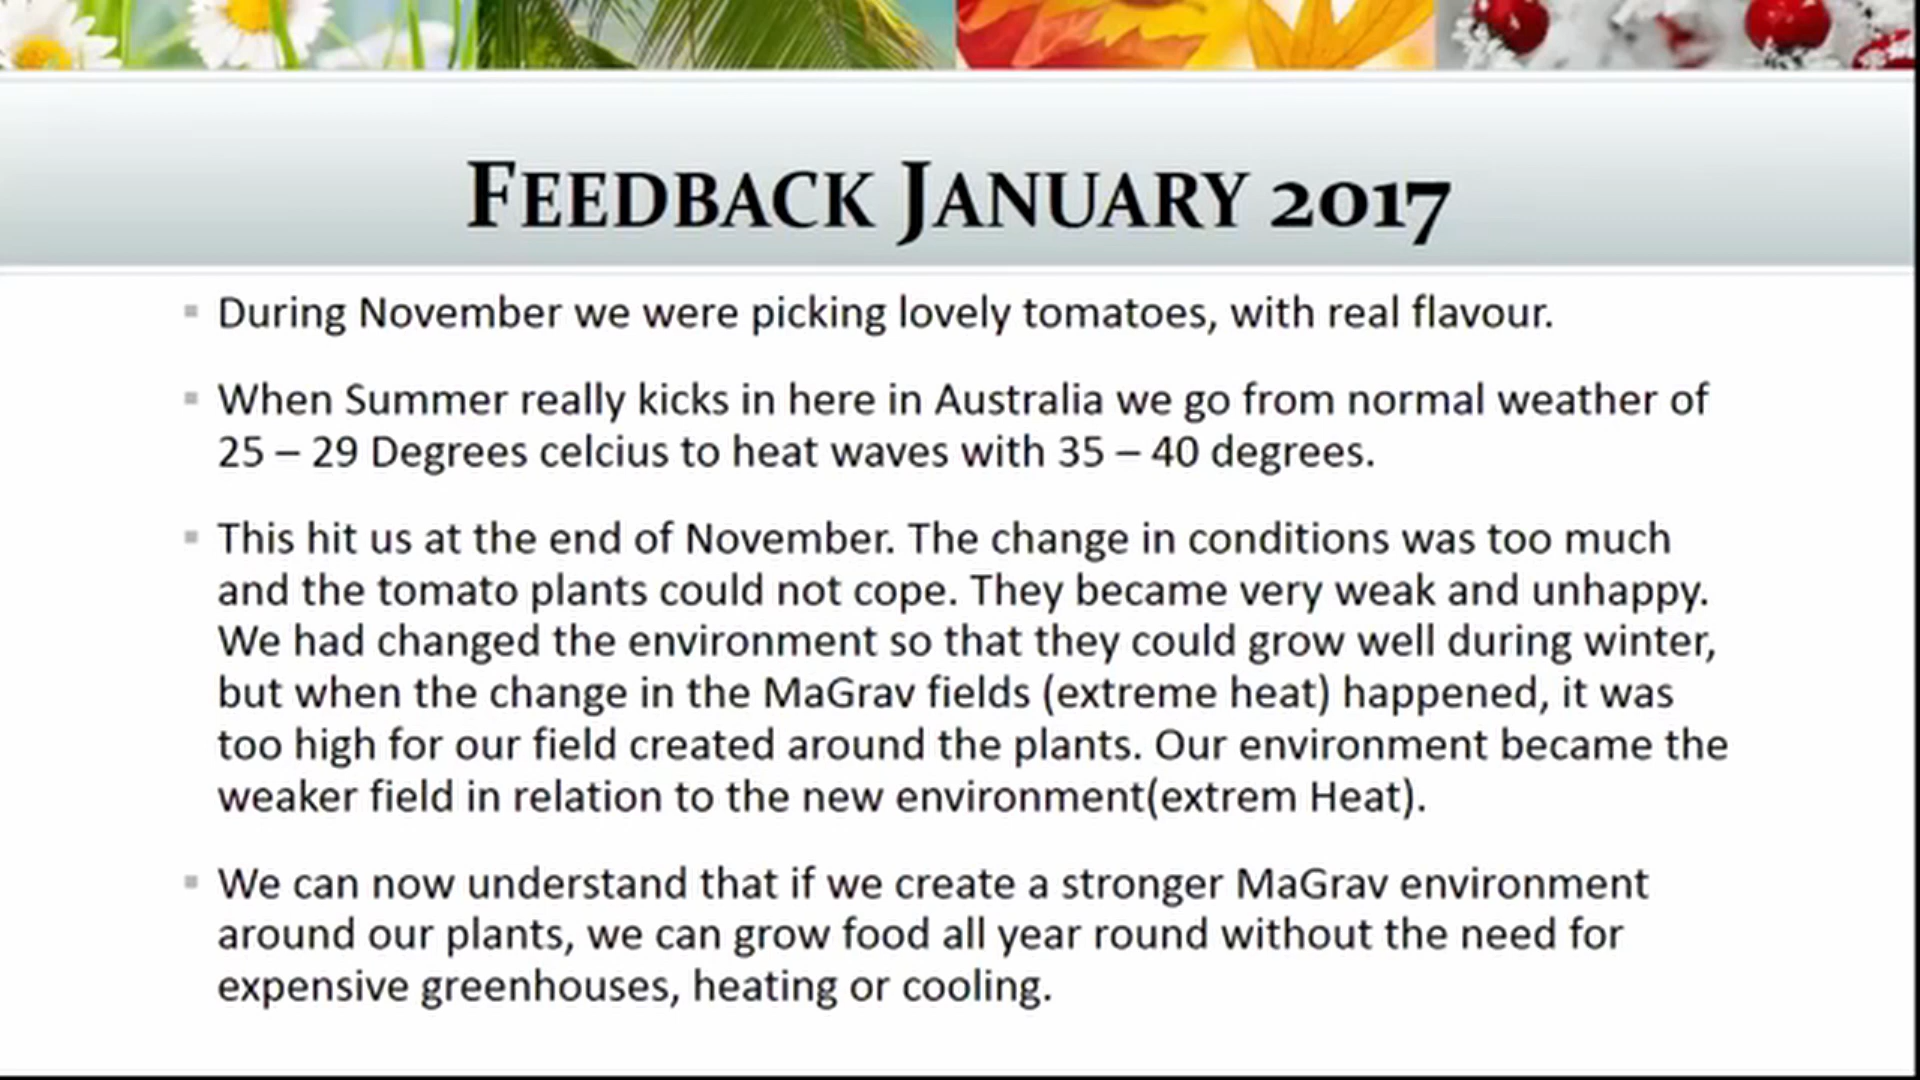 FEEDBACK JANUARY 2017
During November we were picking lovely tomatoes, with real flavour.
When Summer really kicks in here in Australia we go from normal weather of
25 – 29 Degrees celcius to heat waves with 35 – 40 degrees.
This hit us at the end of November. The change in conditions was too much
and the tomato plants could not cope. They became very weak and unhappy.
We had changed the environment so that they could grow well during winter,
but when the change in the MaGrav fields (extreme heat) happened, it was
too high for our field created around the plants. Our environment became the
weaker field in relation to the new environment(extrem Heat).
We can now understand that if we create a stronger MaGrav environment
around our plants, we can grow food all year round without the need for
expensive greenhouses, heating or cooling.